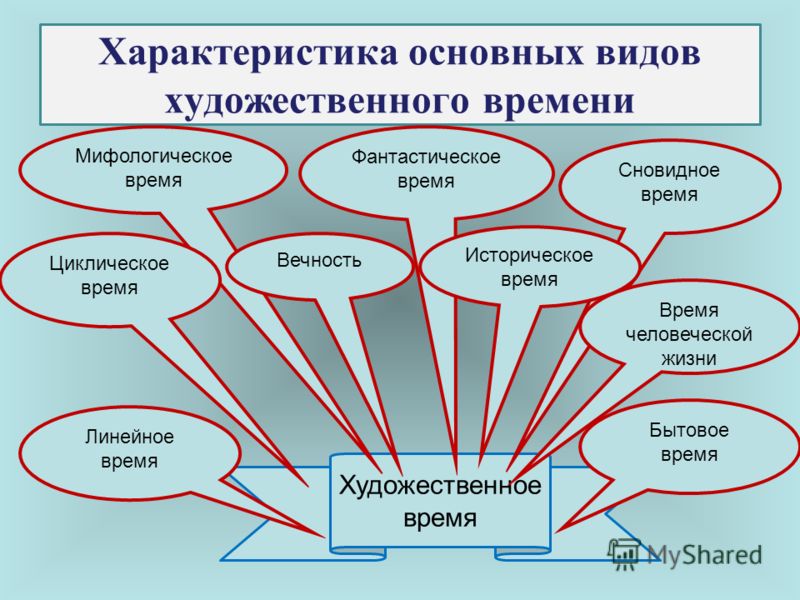 Характеристика основных видов
художественного времени
Мифологическое
время
Фантастическое
время
Сновидное
время
Циклическое
время
Вечность
Историческое
время
Время
человеческой
жизни
Линейное
время
Бытовое
время
Художественное
время
MyShared